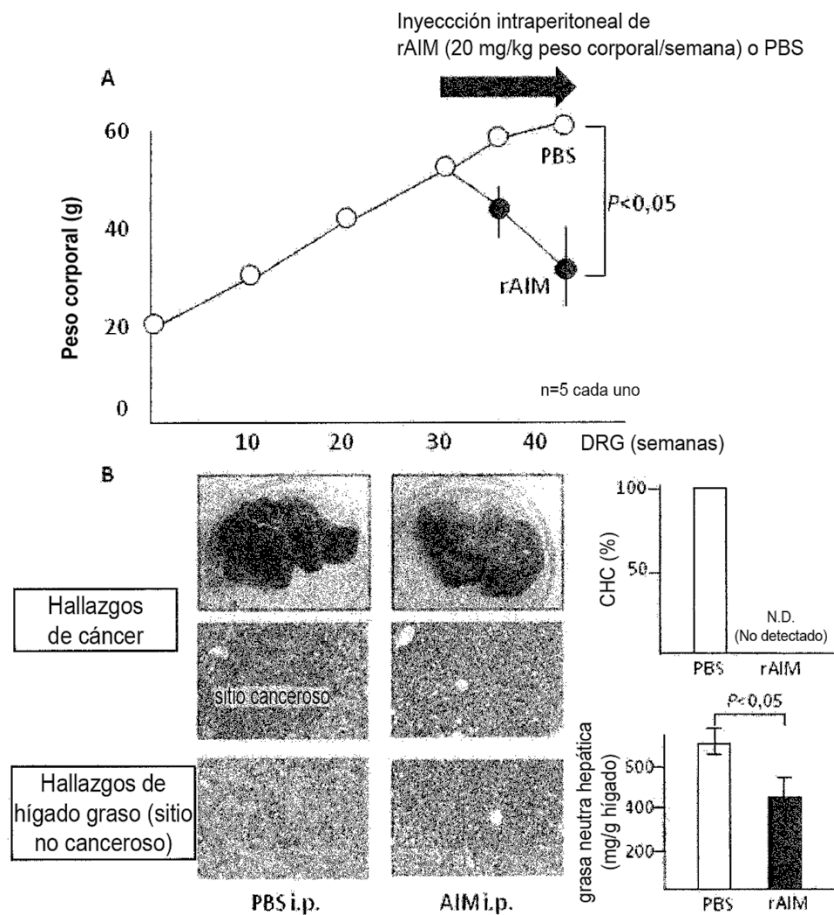 Inyeccción intraperitoneal de
rAIM (20 mg/kg peso corporal/semana) o PBS
A
Peso corporal (g)
60
40
20
0
PBS
rAIM
P<0,05
n=5 cada uno
10 20 30 40 DRG (semanas)
B
Hallazgos
de cáncer
sitio canceroso
Hallazgos de
hígado graso (sitio
no canceroso)
PBS i.p. AIM i.p.
CHC (%)
100
50
N.D.
(No detectado)
PBS rAIM
P<0,05
grasa neutra hepática
(mg/g hígado)
500
400
200
PBS rAIM